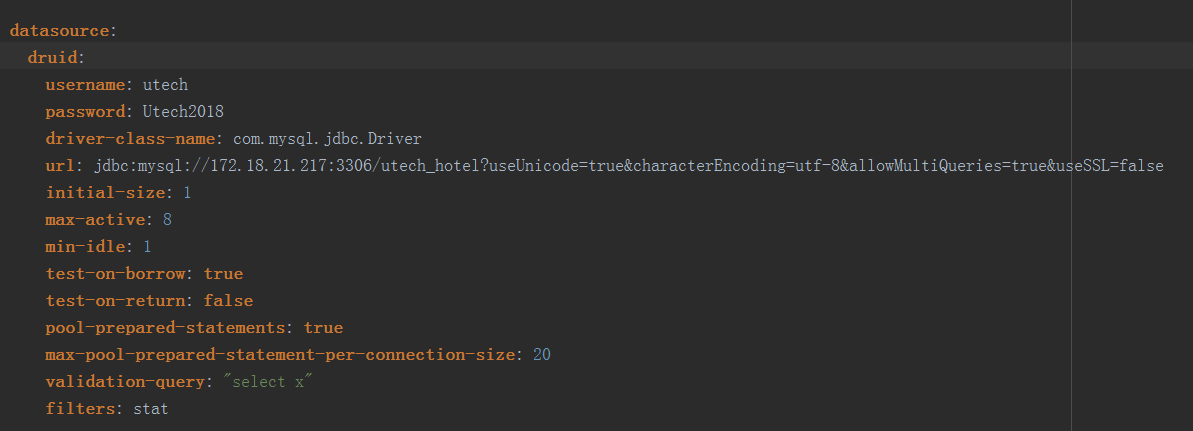 datasource:
druid:
username: utech
password: Utech2018
driver-class-name: com.mysql.jdbc.Driver
url: jdbc:mysql://172.18.21.217:3306/utech_hotel?useUnicode=true&characterEncoding=utf-8&allowMultiQueries=true&useSSL=false
initial-size: 1
max-active: 8
min-idle: 1
test-on-borrow: true
test-on-return: false
pool-prepared-statements: true
max-pool-prepared-statement-per-connection-size: 20
validation-query: "select x"
filters: stat